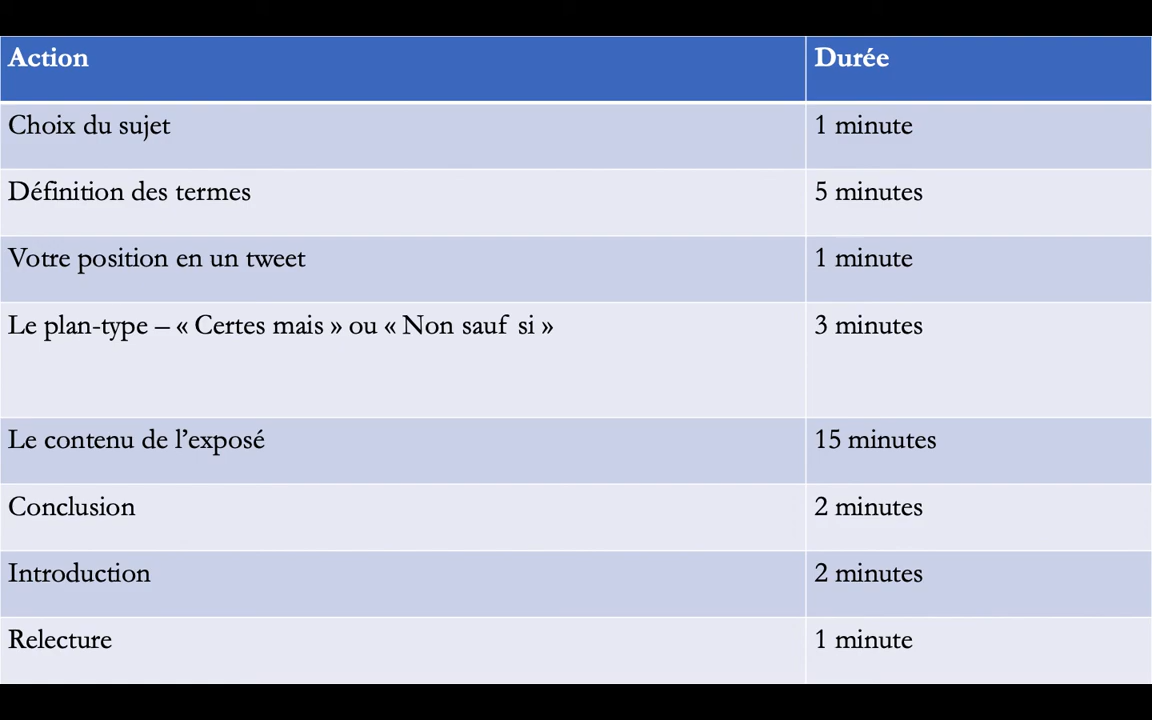 Action Durée
Choix du sujet 1 minute
Définition des termes 5 minutes
Votre position en un tweet 1 minute
Le plan-type – « Certes mais » ou « Non sauf si » 3 minutes
Le contenu de l’exposé 15 minutes
Conclusion 2 minutes
Introduction 2 minutes
Relecture 1 minute